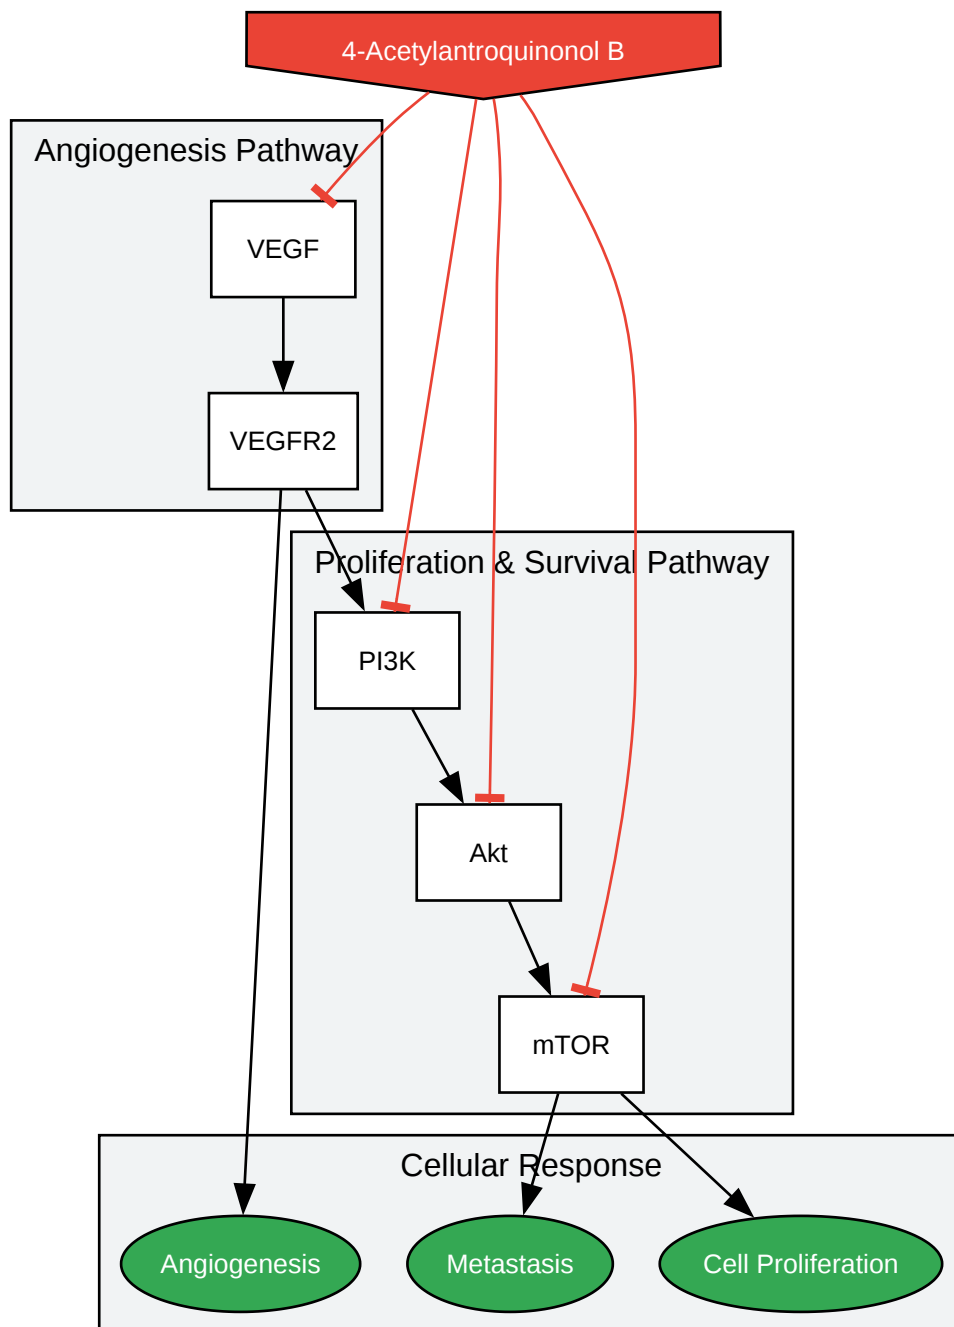 4-Acetylantroquinonol B
Angiogenesis Pathway
VEGF
VEGFR2
Proliferation & Survival Pathway
PI3K
Akt
mTOR
Cellular Response
Angiogenesis
Metastasis
Cell Proliferation